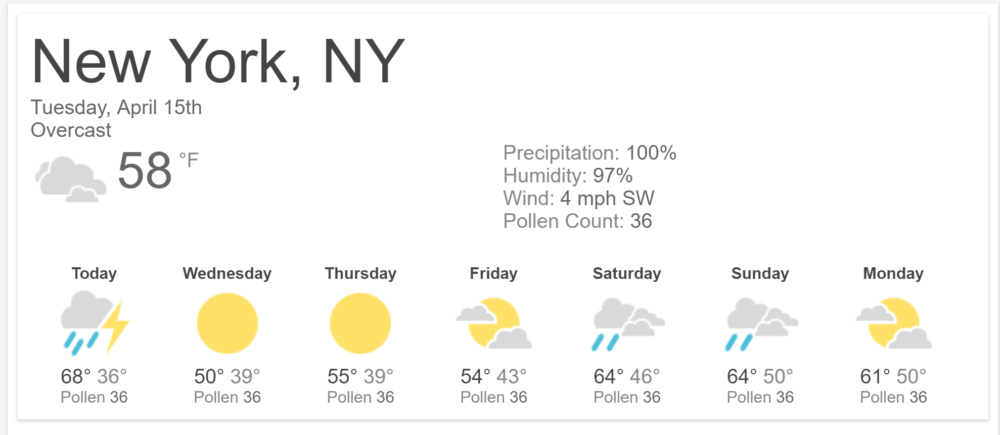 New York, NY
Tuesday, April 15th
Overcast
58 °F
Precipitation: 100%
Humidity: 97%
Wind: 4 mph SW
Pollen Count: 36
Today Wednesday Thursday Friday Saturday Sunday Monday
68° 36° 50° 39° 55° 39° 54° 43° 64° 46° 64° 50° 61° 50°
Pollen 36 Pollen 36 Pollen 36 Pollen 36 Pollen 36 Pollen 36 Pollen 36